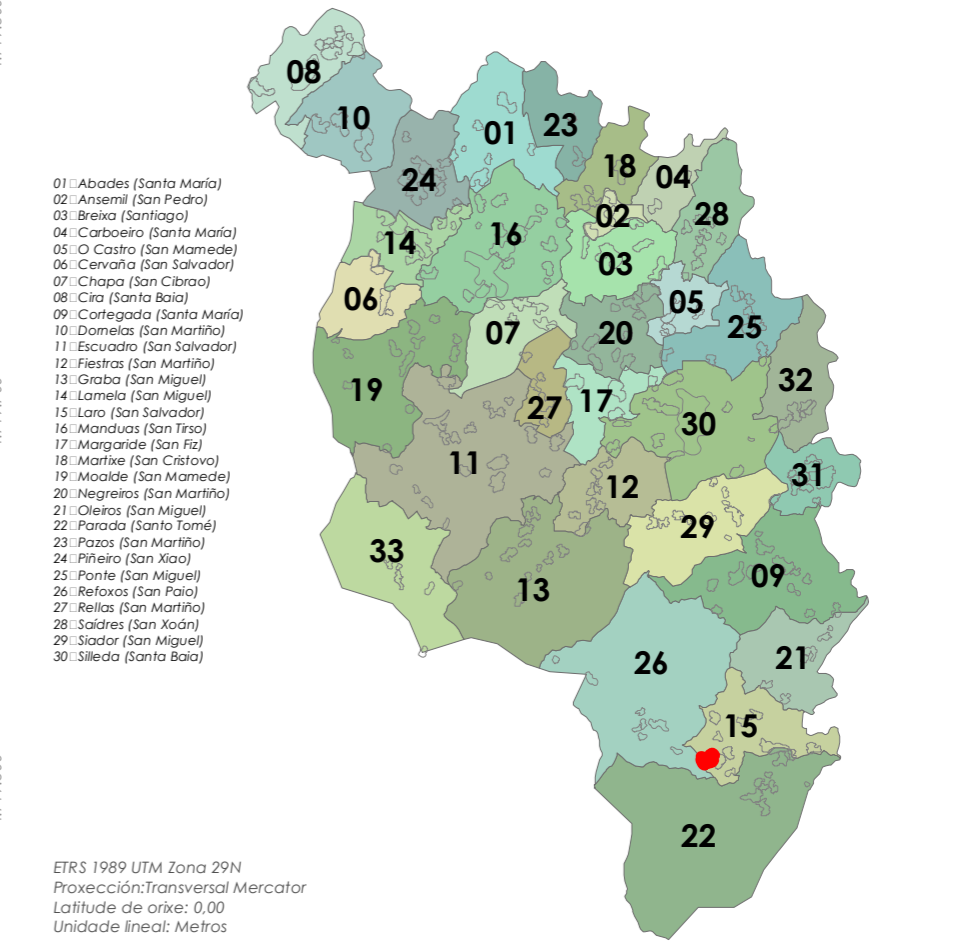 01 Abades (Santa María)
02 Ansemil (San Pedro)
03 Breixa (Santiago)
04 Carboeiro (Santa María)
05 O Castro (San Mamede)
06 Cervaña (San Salvador)
07 Chapa (San Cibrao)
08 Cira (Santa Baia)
09 Cortegada (Santa María)
10 Dornelas (San Martiño)
11 Escuadro (San Salvador)
12 Fiestras (San Martiño)
13 Graba (San Miguel)
14 Lamela (San Miguel)
15 Laro (San Salvador)
16 Manduas (San Tirso)
17 Margaride (San Fiz)
18 Martixe (San Cristovo)
19 Moalde (San Mamede)
20 Negreiros (San Martiño)
21 Oleiros (San Miguel)
22 Parada (Santo Tomé)
23 Pazos (San Martiño)
24 Piñeiro (San Xiao)
25 Ponte (San Miguel)
26 Refoxos (San Paio)
27 Rellas (San Martiño)
28 Saídres (San Xoán)
29 Siador (San Miguel)
30 Silleda (Santa Baia)
08
10
01
23
24
18
04
02
28
14
16
03
06
05
07
20
25
19
27
17
32
30
11
12
31
29
33
13
09
26
21
15
22
ETRS 1989 UTM Zona 29N
Proxección:Transversal Mercator
Latitude de orixe: 0,00
Unidade lineal: Metros